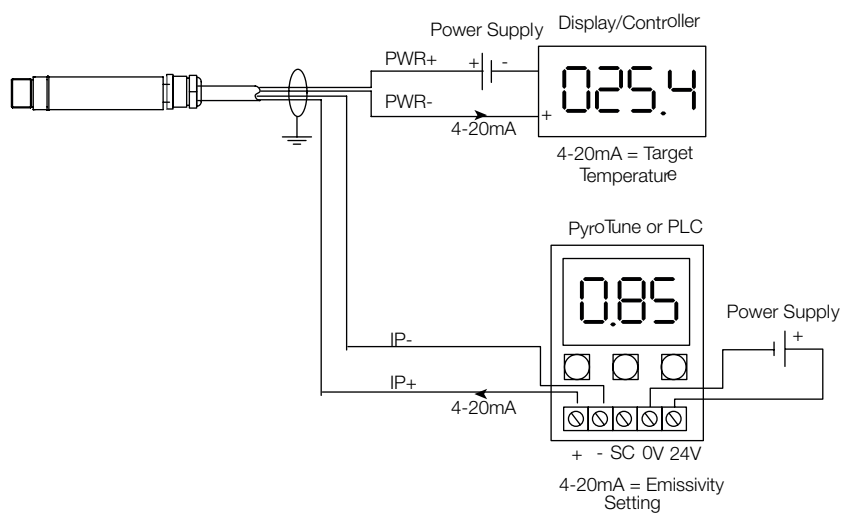 Power Supply
Display/Controller
PWR+
+ -
025.4
PWR-
+
4-20mA
4-20mA = Target
Temperature
PyroTune or PLC
0.85
Power Supply
+
IP-
IP+
4-20mA
+ - SC 0V 24V
4-20mA = Emissivity
Setting